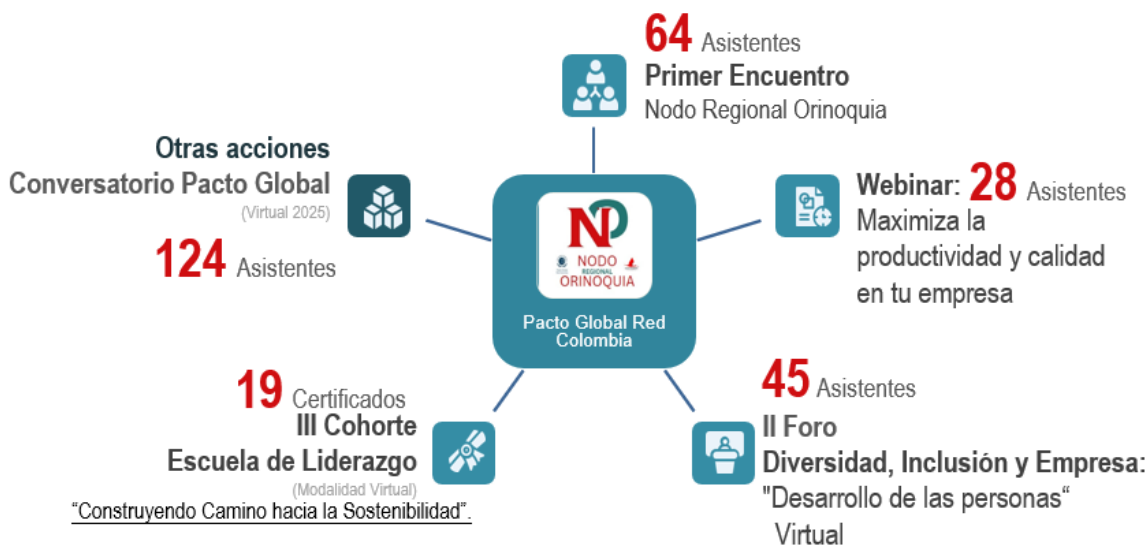 64 Asistentes
Primer Encuentro
Nodo Regional Orinoquia
Otras acciones
Conversatorio Pacto Global
(Virtual 2025)
124 Asistentes
Webinar: 28 Asistentes
Maximiza la
productividad y calidad
en tu empresa
NODO
REGIONAL
ORINOQUIA
Pacto Global Red
Colombia
19 Certificados
III Cohorte
Escuela de Liderazgo
(Modalidad Virtual)
“Construyendo Camino hacia la Sostenibilidad”.
45 Asistentes
II Foro
Diversidad, Inclusión y Empresa:
"Desarrollo de las personas“
Virtual